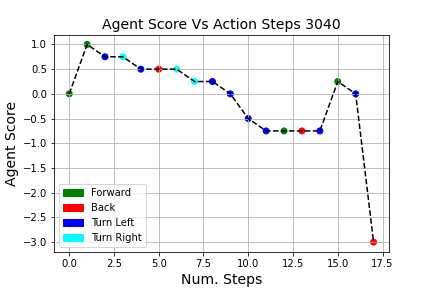 Agent Score Vs Action Steps 3040
1.0
0.5
0.0
−0.5
−1.0
−1.5
−2.0
−2.5
−3.0
Agent Score
Forward
Back
Turn Left
Turn Right
0.0 2.5 5.0 7.5 10.0 12.5 15.0 17.5
Num. Steps